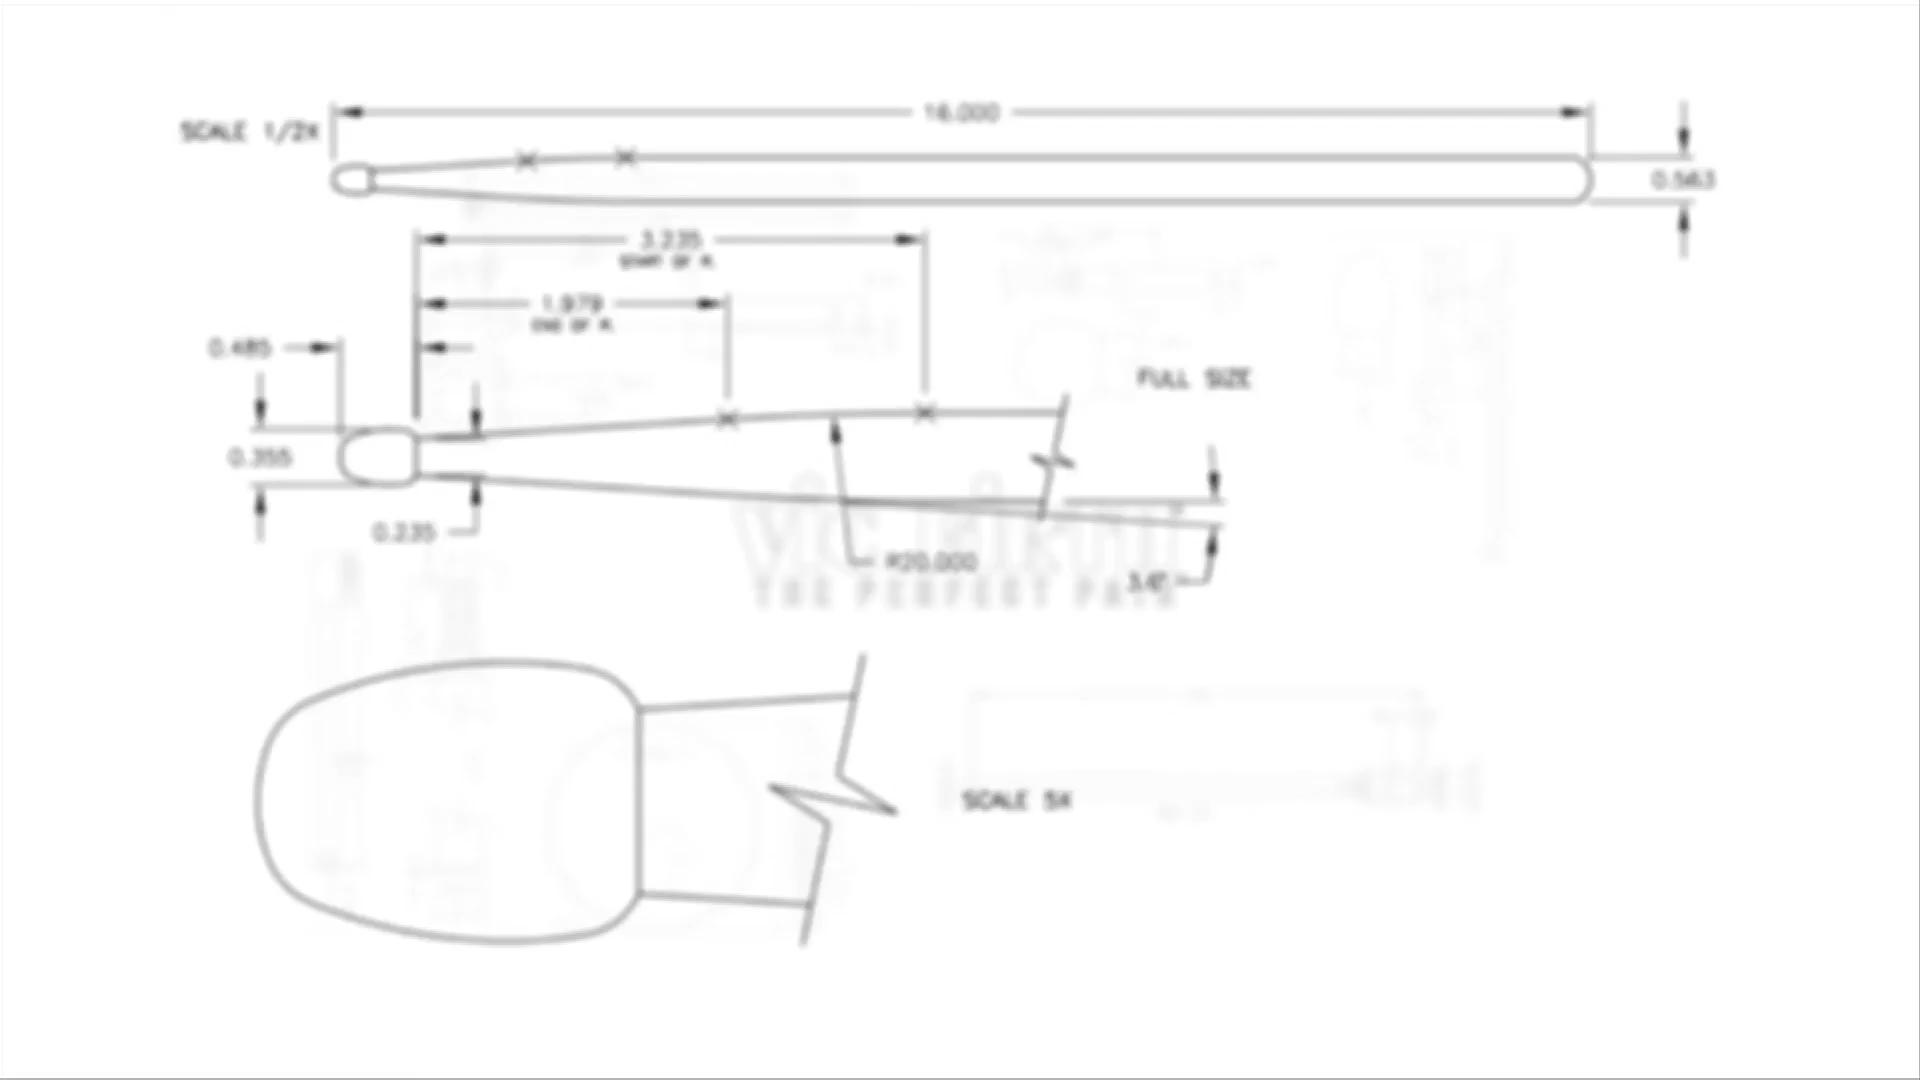 16.000
SCALE 1/2X
0.563
3.235
START OF R.
1.979
END OF R.
0.485
FULL SIZE
0.355
0.235
R20.000
THE PERFECT PAIR
SCALE 5X